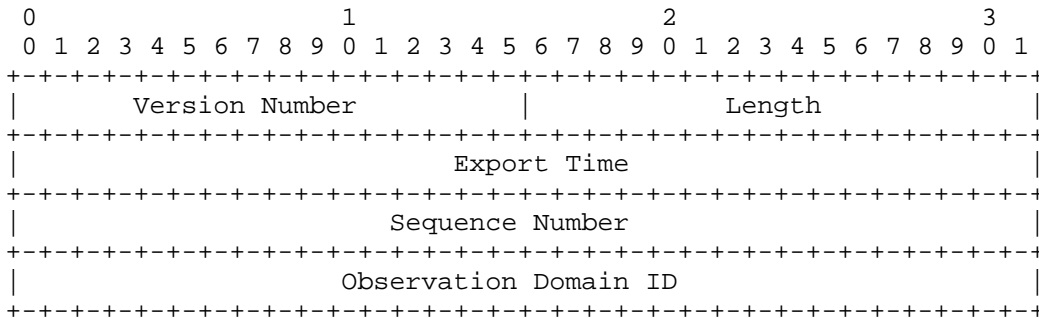 0                   1                   2                   3
 0 1 2 3 4 5 6 7 8 9 0 1 2 3 4 5 6 7 8 9 0 1 2 3 4 5 6 7 8 9 0 1
+-+-+-+-+-+-+-+-+-+-+-+-+-+-+-+-+-+-+-+-+-+-+-+-+-+-+-+-+-+-+-+-+
|       Version Number          |            Length             |
+-+-+-+-+-+-+-+-+-+-+-+-+-+-+-+-+-+-+-+-+-+-+-+-+-+-+-+-+-+-+-+-+
|                           Export Time                         |
+-+-+-+-+-+-+-+-+-+-+-+-+-+-+-+-+-+-+-+-+-+-+-+-+-+-+-+-+-+-+-+-+
|                       Sequence Number                         |
+-+-+-+-+-+-+-+-+-+-+-+-+-+-+-+-+-+-+-+-+-+-+-+-+-+-+-+-+-+-+-+-+
|                    Observation Domain ID                      |
+-+-+-+-+-+-+-+-+-+-+-+-+-+-+-+-+-+-+-+-+-+-+-+-+-+-+-+-+-+-+-+-+